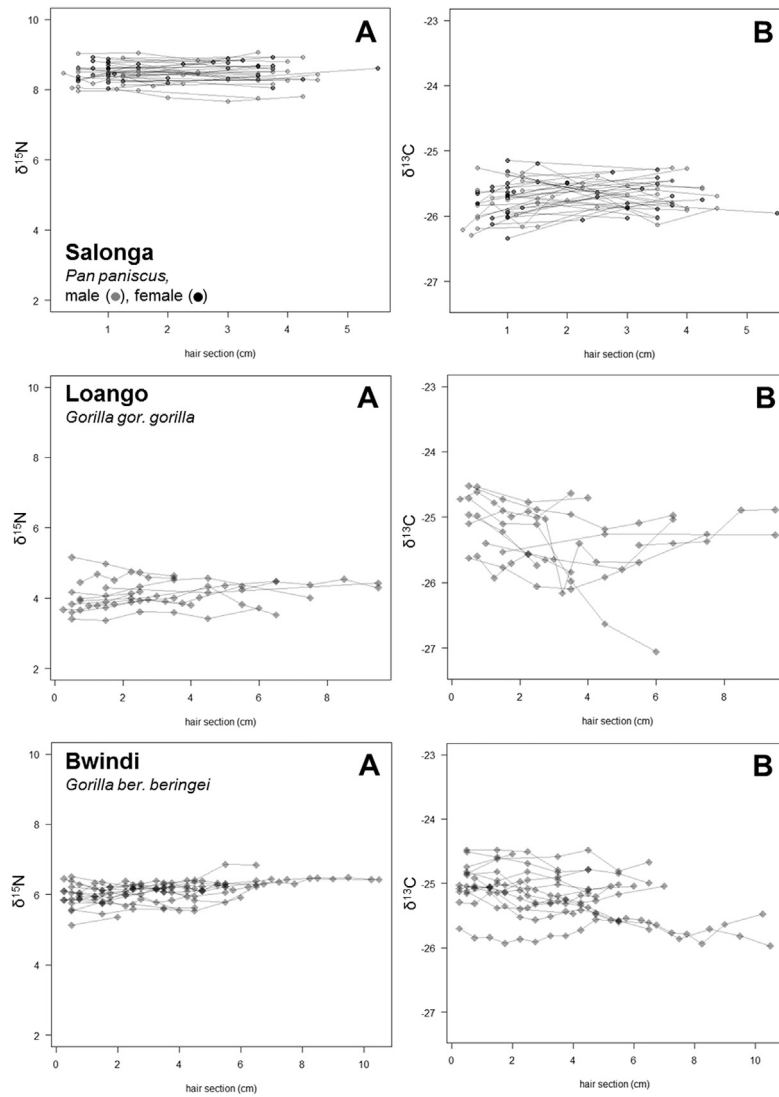 A
10
8
6
4
2
δ15N
Salonga
Pan paniscus,
male (●), female (●)
1 2 3 4 5
hair section (cm)
B
-23
-24
-25
-26
-27
δ13C
1 2 3 4 5
hair section (cm)
Loango A
Gorilla gor. gorilla
10
8
6
4
2
δ15N
0 2 4 6 8
hair section (cm)
B
-23
-24
-25
-26
-27
δ13C
0 2 4 6 8
hair section (cm)
Bwindi A
Gorilla ber. beringei
10
8
6
4
2
δ15N
0 2 4 6 8 10
hair section (cm)
B
-23
-24
-25
-26
-27
δ13C
0 2 4 6 8 10
hair section (cm)